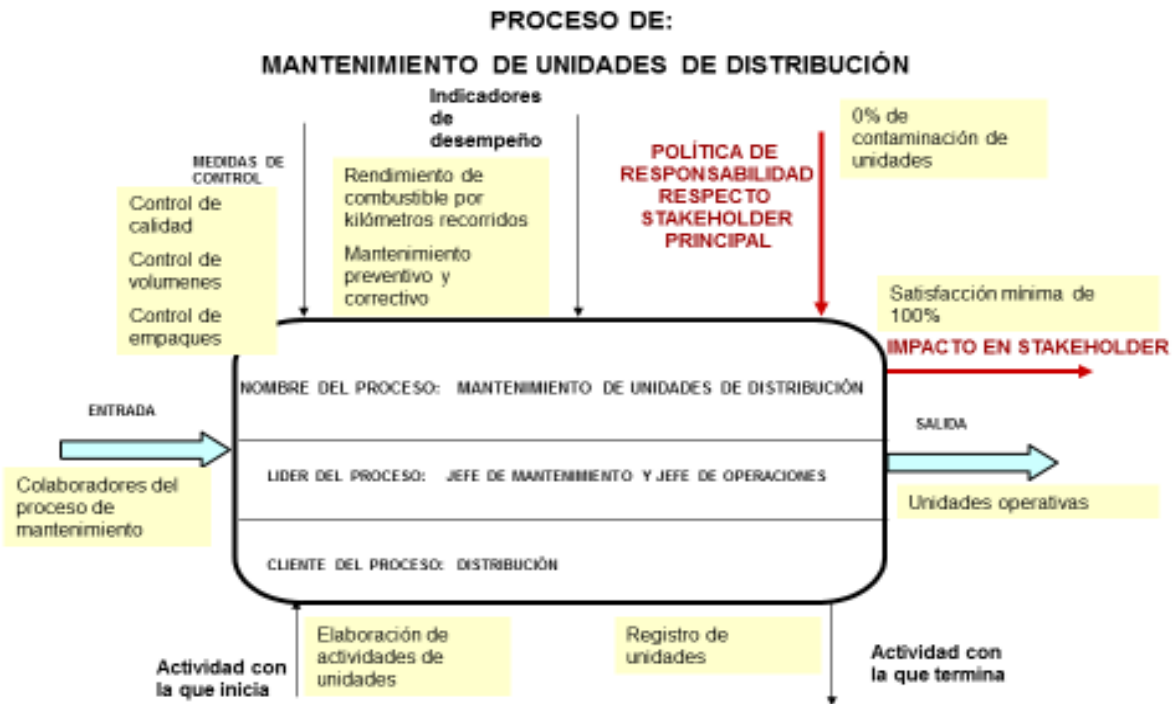 PROCESO DE:
MANTENIMIENTO DE UNIDADES DE DISTRIBUCIÓN
Indicadores
de
desempeño
MEDIDAS DE
CONTROL
Control de
calidad
Control de
volumenes
Control de
empaques
Rendimiento de
combustible por
kilómetros recorridos
Mantenimiento
preventivo y
correctivo
POLÍTICA DE
RESPONSABILIDAD
RESPECTO
STAKEHOLDER
PRINCIPAL
0% de
contaminación de
unidades
Satisfacción mínima de
100%
IMPACTO EN STAKEHOLDER
NOMBRE DEL PROCESO: MANTENIMIENTO DE UNIDADES DE DISTRIBUCIÓN
ENTRADA
Colaboradores del
proceso de
mantenimiento
LIDER DEL PROCESO: JEFE DE MANTENIMIENTO Y JEFE DE OPERACIONES
SALIDA
Unidades operativas
CLIENTE DEL PROCESO: DISTRIBUCIÓN
Actividad con
la que inicia
Elaboración de
actividades de
unidades
Registro de
unidades
Actividad con
la que termina